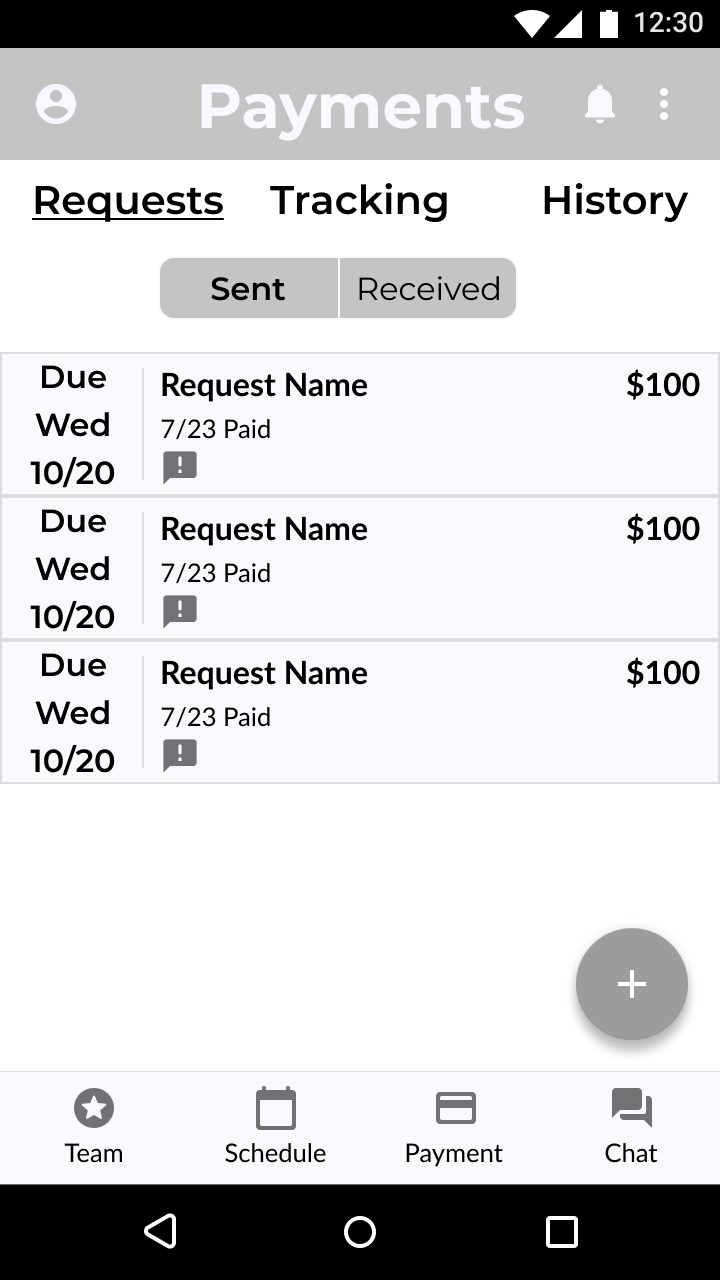 12:30
Payments
Requests Tracking History
Sent Received
Due
Wed
10/20
Request Name $100
7/23 Paid
Due
Wed
10/20
Request Name $100
7/23 Paid
Due
Wed
10/20
Request Name $100
7/23 Paid
Team Schedule Payment Chat